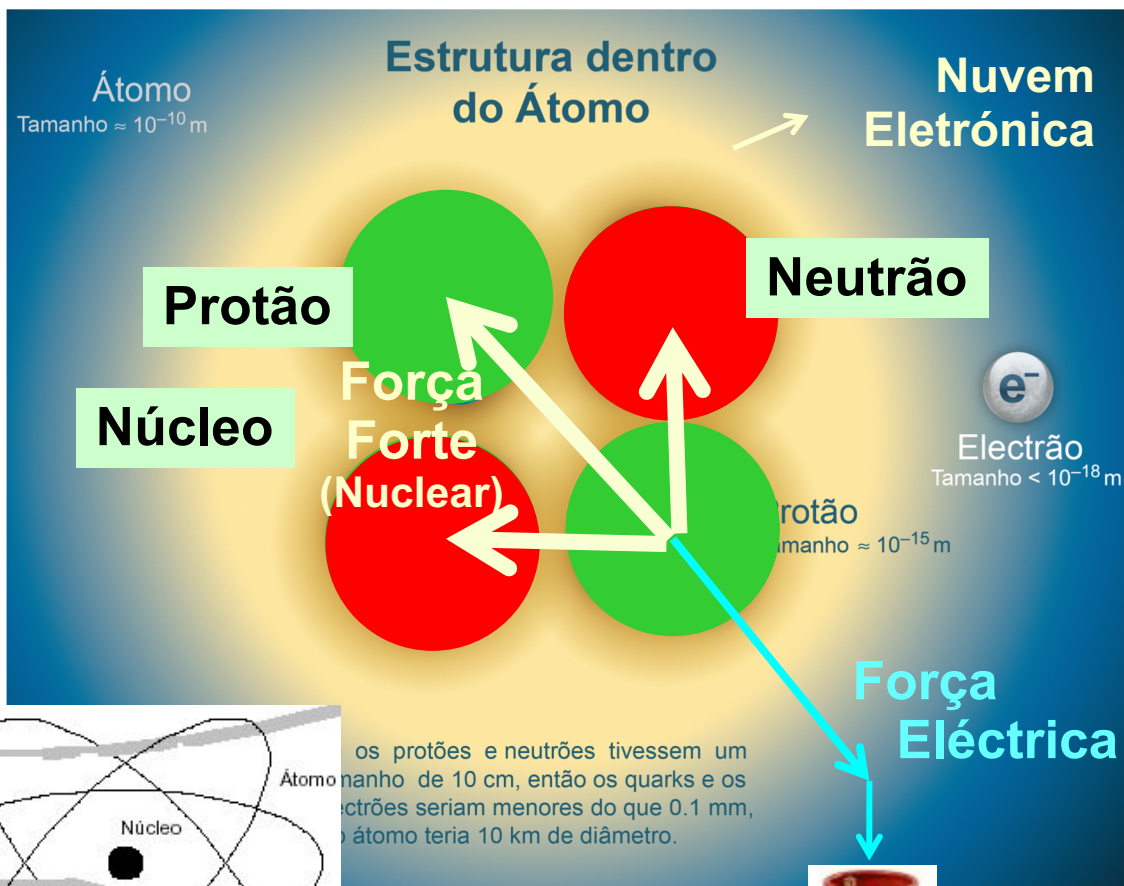 Estrutura dentro
do Átomo
Átomo
Tamanho ≈ 10⁻¹⁰ m
Nuvem
Eletrónica
Protão
Neutrão
Núcleo
Força
Forte
(Nuclear)
e⁻
Electrão
Tamanho < 10⁻¹⁸ m
rotão
amanho ≈ 10⁻¹⁵ m
Força
Eléctrica
os protões e neutrões tivessem um
manho de 10 cm, então os quarks e os
ectrões seriam menores do que 0.1 mm,
átomo teria 10 km de diâmetro.
Átomo
Núcleo